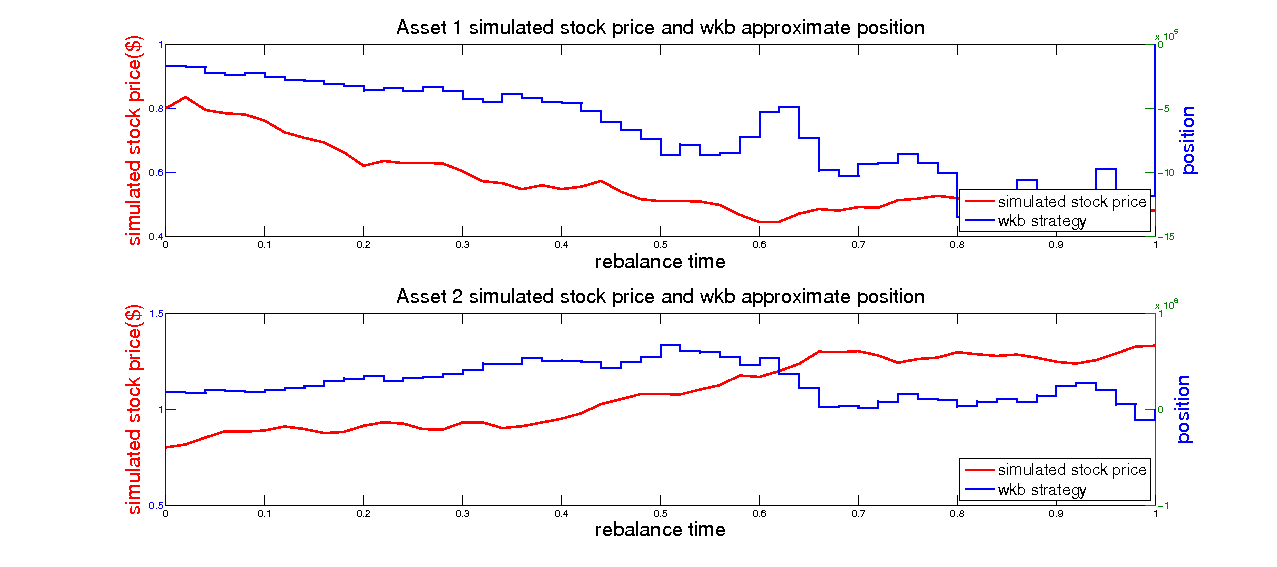 Asset 1 simulated stock price and wkb approximate position
x 10
1
0.8
0.6
0.4
0
-5
-10
-15
simulated stock price($)
position
simulated stock price
wkb strategy
0 0.1 0.2 0.3 0.4 0.5 0.6 0.7 0.8 0.9 1
rebalance time
Asset 2 simulated stock price and wkb approximate position
x 10
1.5
1
0.5
1
0
-1
simulated stock price($)
position
simulated stock price
wkb strategy
0 0.1 0.2 0.3 0.4 0.5 0.6 0.7 0.8 0.9 1
rebalance time